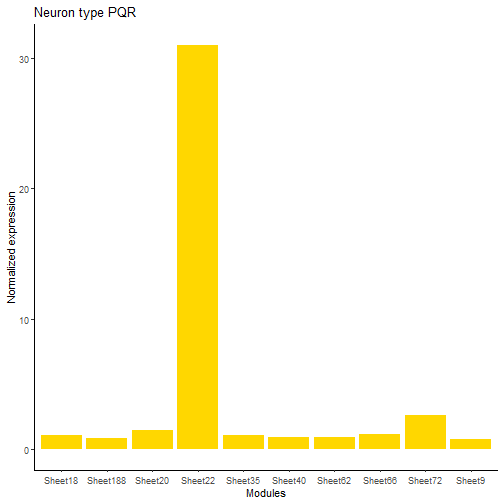 Neuron type PQR
Normalized expression
30
20
10
0
Sheet18 Sheet188 Sheet20 Sheet22 Sheet35 Sheet40 Sheet62 Sheet66 Sheet72 Sheet9
Modules